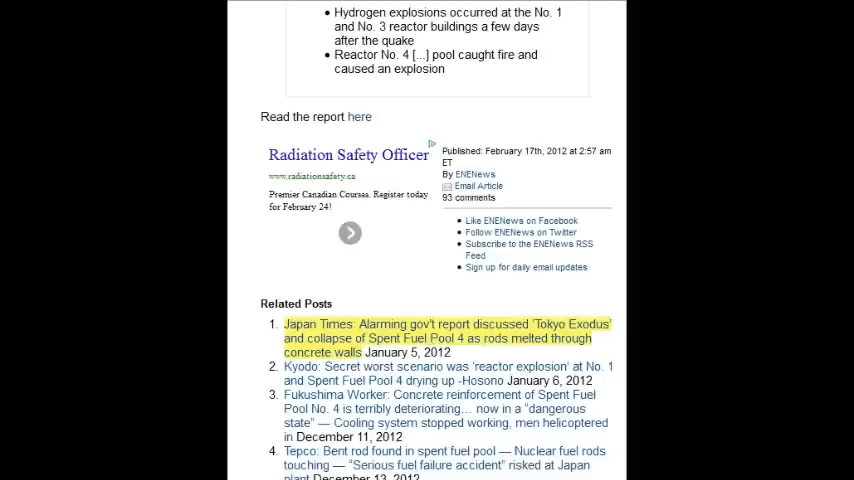 Hydrogen explosions occurred at the No. 1
and No. 3 reactor buildings a few days
after the quake
Reactor No. 4 [...] pool caught fire and
caused an explosion
Read the report here
Radiation Safety Officer
www.radiationsafety.ca
Premier Canadian Courses. Register today
for February 24!
Published: February 17th, 2012 at 2:57 am
ET
By ENENews
Email Article
93 comments
Like ENENews on Facebook
Follow ENENews on Twitter
Subscribe to the ENENews RSS
Feed
Sign up for daily email updates
Related Posts
1. Japan Times: Alarming gov't report discussed 'Tokyo Exodus'
and collapse of Spent Fuel Pool 4 as rods melted through
concrete walls January 5, 2012
2. Kyodo: Secret worst scenario was 'reactor explosion' at No. 1
and Spent Fuel Pool 4 drying up -Hosono January 6, 2012
3. Fukushima Worker: Concrete reinforcement of Spent Fuel
Pool No. 4 is terribly deteriorating… now in a “dangerous
state” — Cooling system stopped working, men helicoptered
in December 11, 2012
4. Tepco: Bent rod found in spent fuel pool — Nuclear fuel rods
touching — “Serious fuel failure accident” risked at Japan
plant December 13, 2012